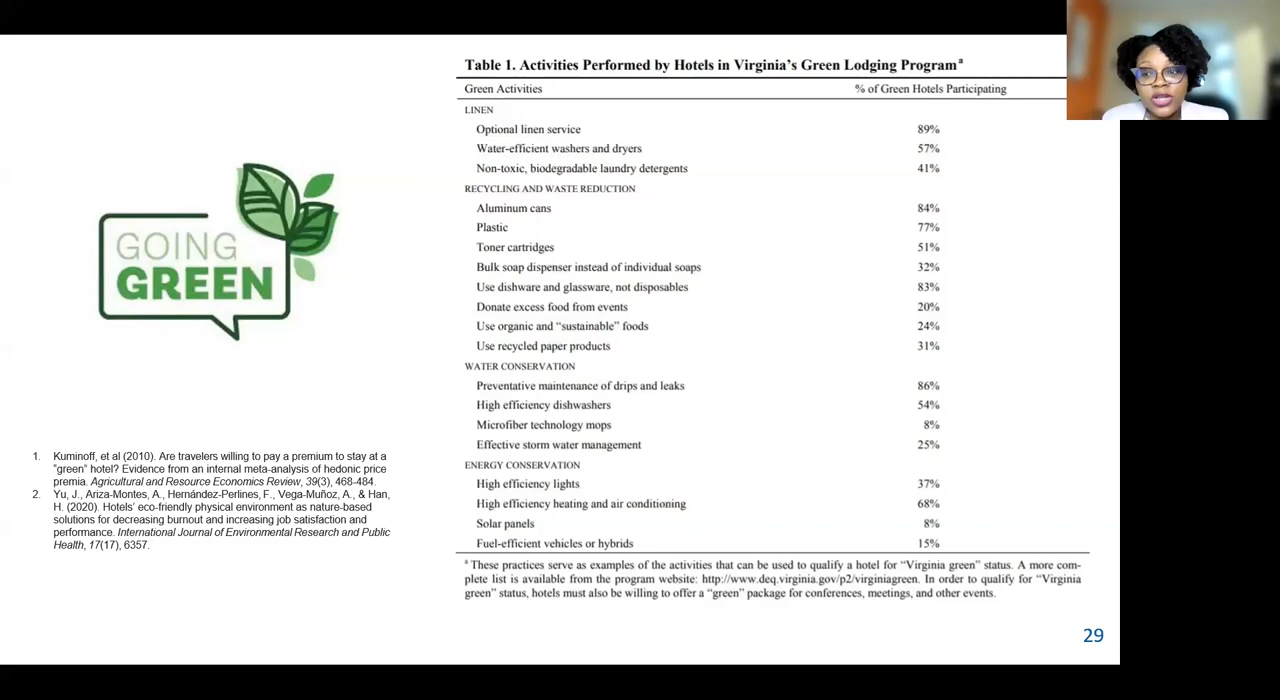 Table 1. Activities Performed by Hotels in Virginia's Green Lodging Program a
Green Activities % of Green Hotels Participating
LINEN
Optional linen service 89%
Water-efficient washers and dryers 57%
Non-toxic, biodegradable laundry detergents 41%
RECYCLING AND WASTE REDUCTION
Aluminum cans 84%
Plastic 77%
Toner cartridges 51%
Bulk soap dispenser instead of individual soaps 32%
Use dishware and glassware, not disposables 83%
Donate excess food from events 20%
Use organic and “sustainable” foods 24%
Use recycled paper products 31%
WATER CONSERVATION
Preventative maintenance of drips and leaks 86%
High efficiency dishwashers 54%
Microfiber technology mops 8%
Effective storm water management 25%
ENERGY CONSERVATION
High efficiency lights 37%
High efficiency heating and air conditioning 68%
Solar panels 8%
Fuel-efficient vehicles or hybrids 15%
a These practices serve as examples of the activities that can be used to qualify a hotel for “Virginia green” status. A more com-
plete list is available from the program website: http://www.deq.virginia.gov/p2/virginiagreen. In order to qualify for “Virginia
green” status, hotels must also be willing to offer a “green” package for conferences, meetings, and other events.
GOING
GREEN
1. Kuminoff, et al (2010). Are travelers willing to pay a premium to stay at a
“green” hotel? Evidence from an internal meta-analysis of hedonic price
premia. Agricultural and Resource Economics Review, 39(3), 468-484.
2. Yu, J., Ariza-Montes, A., Hernández-Perlines, F., Vega-Muñoz, A., & Han,
H. (2020). Hotels' eco-friendly physical environment as nature-based
solutions for decreasing burnout and increasing job satisfaction and
performance. International Journal of Environmental Research and Public
Health, 17(17), 6357.
29